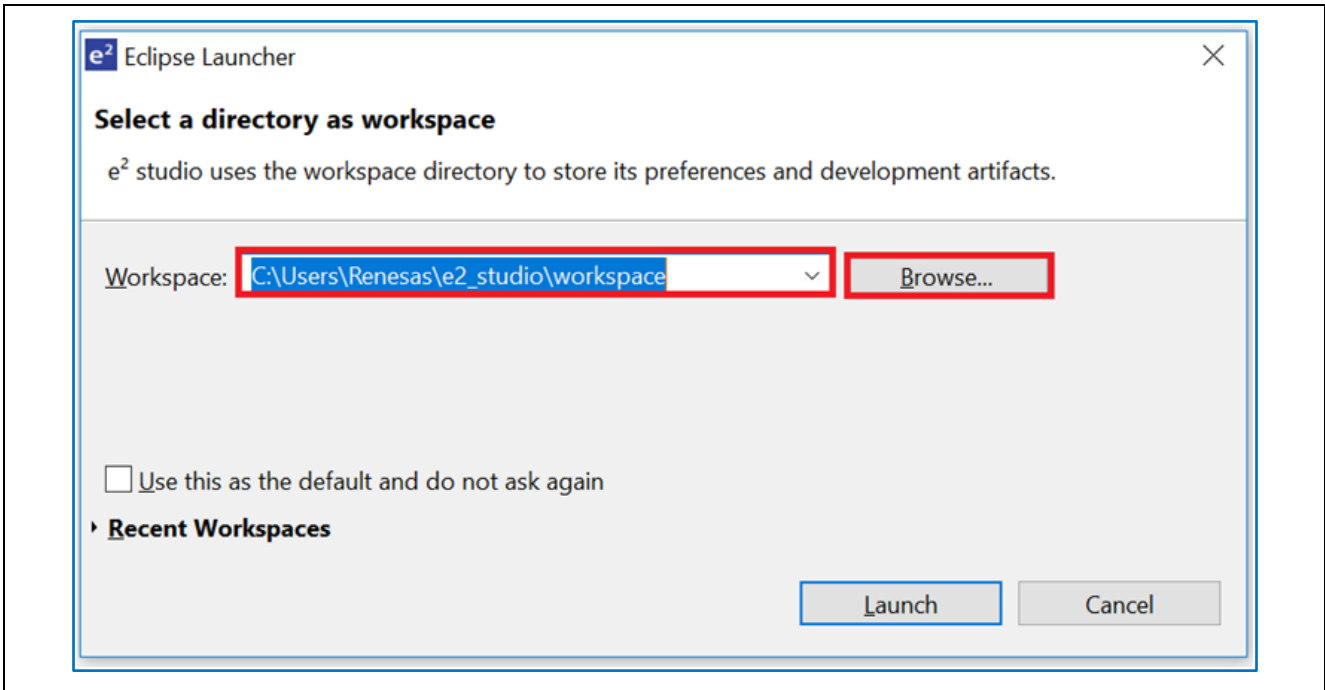 e² Eclipse Launcher
Select a directory as workspace
e² studio uses the workspace directory to store its preferences and development artifacts.
Workspace: C:\Users\Renesas\e2_studio\workspace Browse...
Use this as the default and do not ask again
Recent Workspaces
Launch Cancel